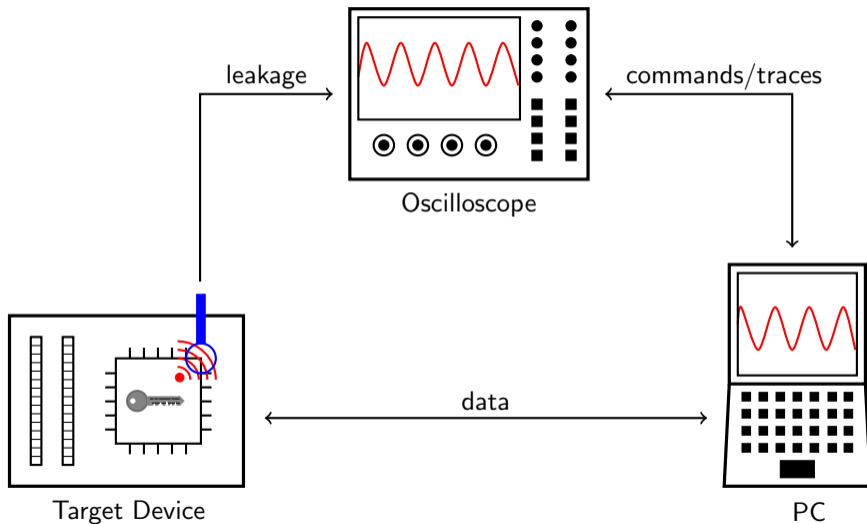 leakage
commands/traces
Oscilloscope
data
Target Device
PC